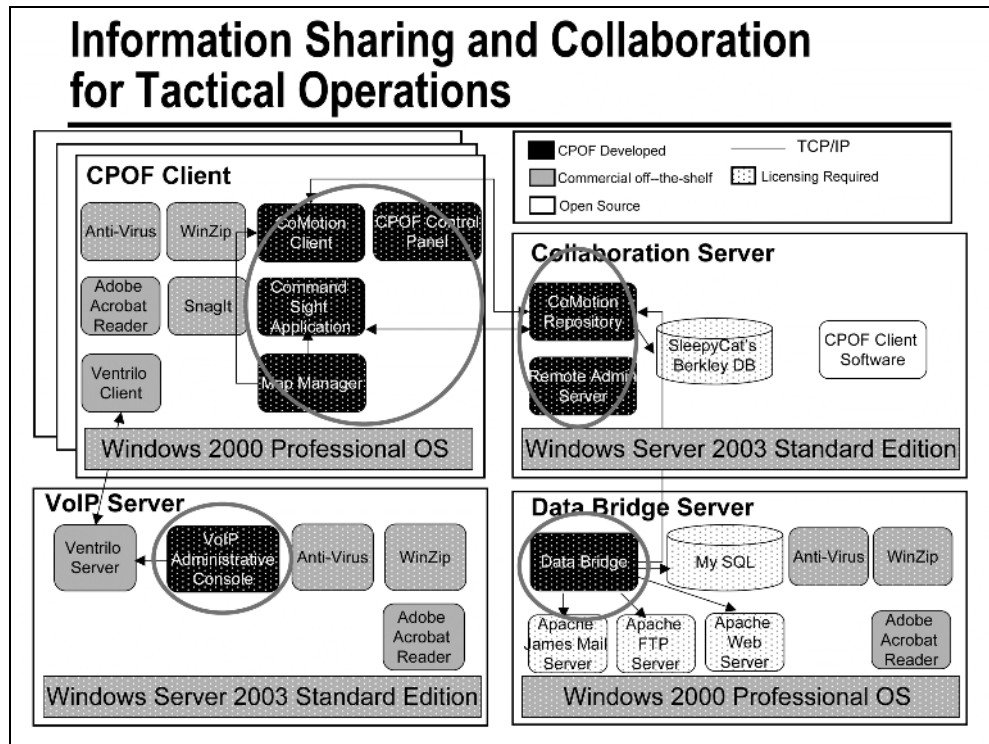 Information Sharing and Collaboration
for Tactical Operations
CPOF Developed
TCP/IP
Commercial off--the-shelf
Licensing Required
Open Source
CPOF Client
Anti-Virus
WinZip
CoMotion
Client
CPOF Control
Panel
Adobe
Acrobat
Reader
SnagIt
Command
Sight
Application
Ventrilo
Client
Map Manager
Windows 2000 Professional OS
Collaboration Server
CoMotion
Repository
SleepyCat's
Berkley DB
CPOF Client
Software
Remote Admin
Server
Windows Server 2003 Standard Edition
VoIP Server
Ventrilo
Server
VoIP
Administrative
Console
Anti-Virus
WinZip
Adobe
Acrobat
Reader
Windows Server 2003 Standard Edition
Data Bridge Server
Data Bridge
My SQL
Anti-Virus
WinZip
Apache
James Mail
Server
Apache
FTP
Server
Apache
Web
Server
Adobe
Acrobat
Reader
Windows 2000 Professional OS